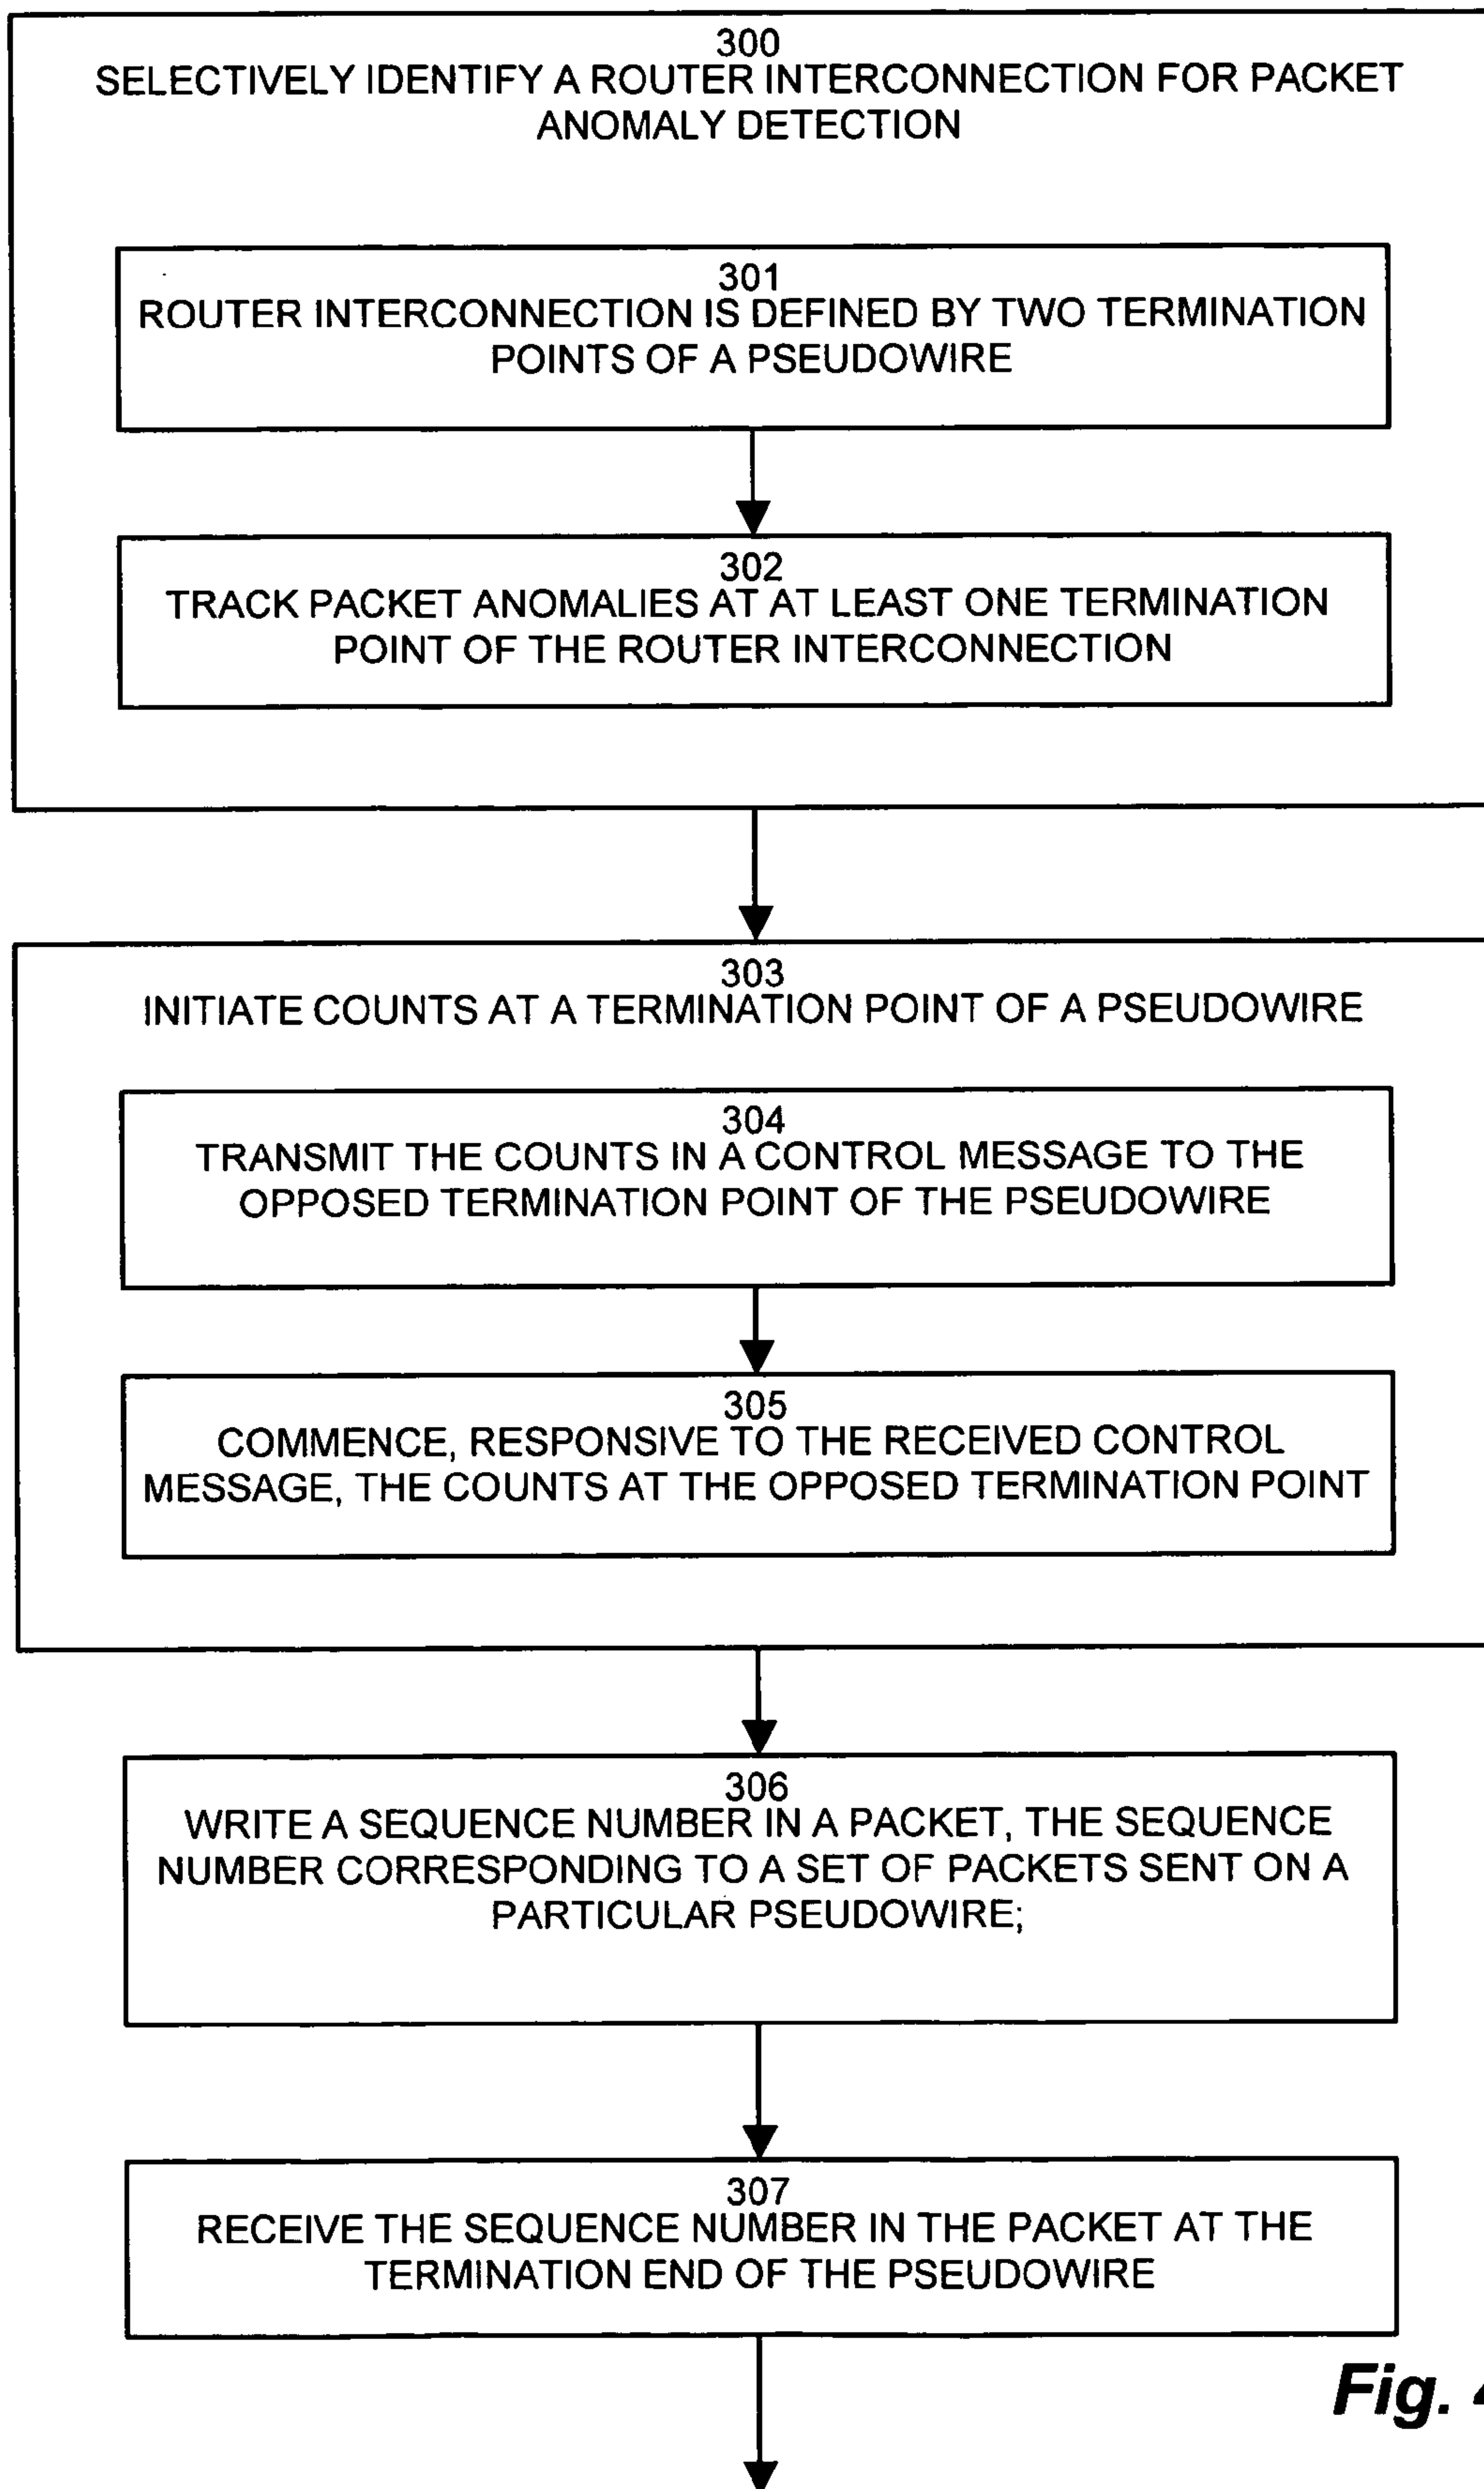 300
SELECTIVELY IDENTIFY A ROUTER INTERCONNECTION FOR PACKET
ANOMALY DETECTION
301
ROUTER INTERCONNECTION IS DEFINED BY TWO TERMINATION
POINTS OF A PSEUDOWIRE
302
TRACK PACKET ANOMALIES AT AT LEAST ONE TERMINATION
POINT OF THE ROUTER INTERCONNECTION
303
INITIATE COUNTS AT A TERMINATION POINT OF A PSEUDOWIRE
304
TRANSMIT THE COUNTS IN A CONTROL MESSAGE TO THE
OPPOSED TERMINATION POINT OF THE PSEUDOWIRE
305
COMMENCE, RESPONSIVE TO THE RECEIVED CONTROL
MESSAGE, THE COUNTS AT THE OPPOSED TERMINATION POINT
306
WRITE A SEQUENCE NUMBER IN A PACKET, THE SEQUENCE
NUMBER CORRESPONDING TO A SET OF PACKETS SENT ON A
PARTICULAR PSEUDOWIRE;
307
RECEIVE THE SEQUENCE NUMBER IN THE PACKET AT THE
TERMINATION END OF THE PSEUDOWIRE
Fig.